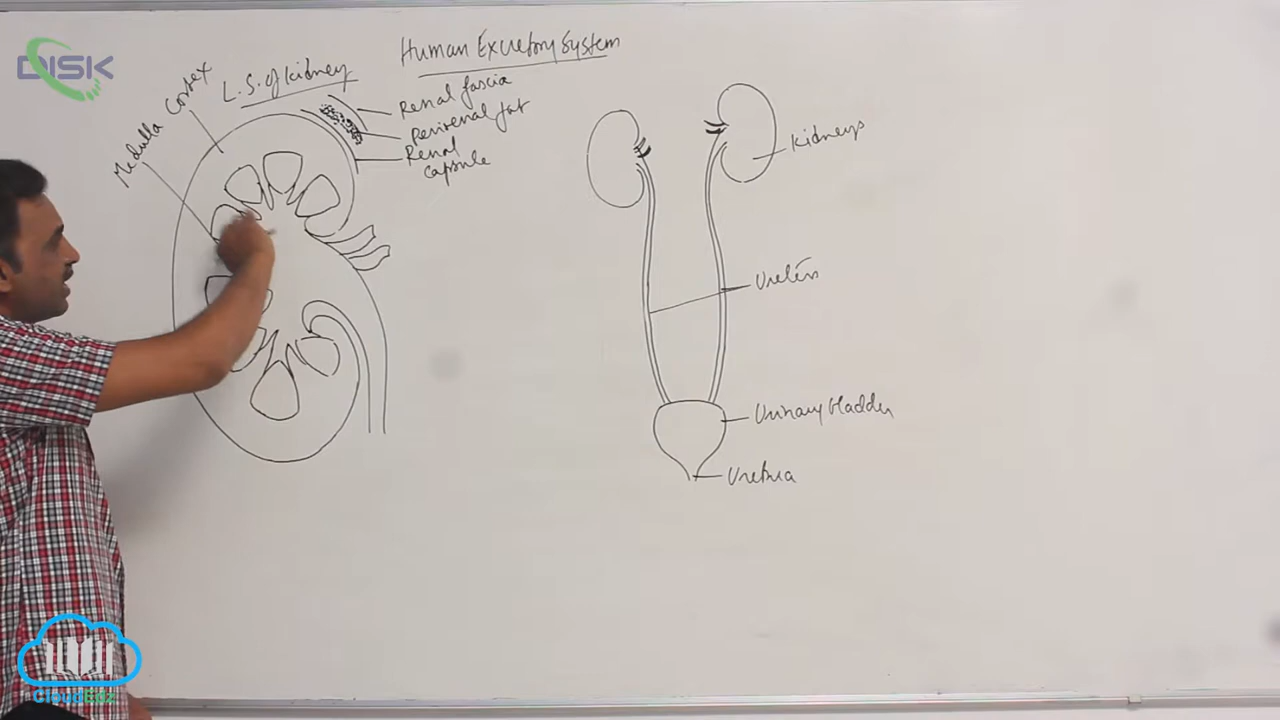 DISK
Human Excretory System
L.S. of kidney
Cortex
Medulla
Renal fascia
Perirenal fat
Renal
capsule
Kidneys
Ureters
Urinary bladder
Urethra
CloudEdz